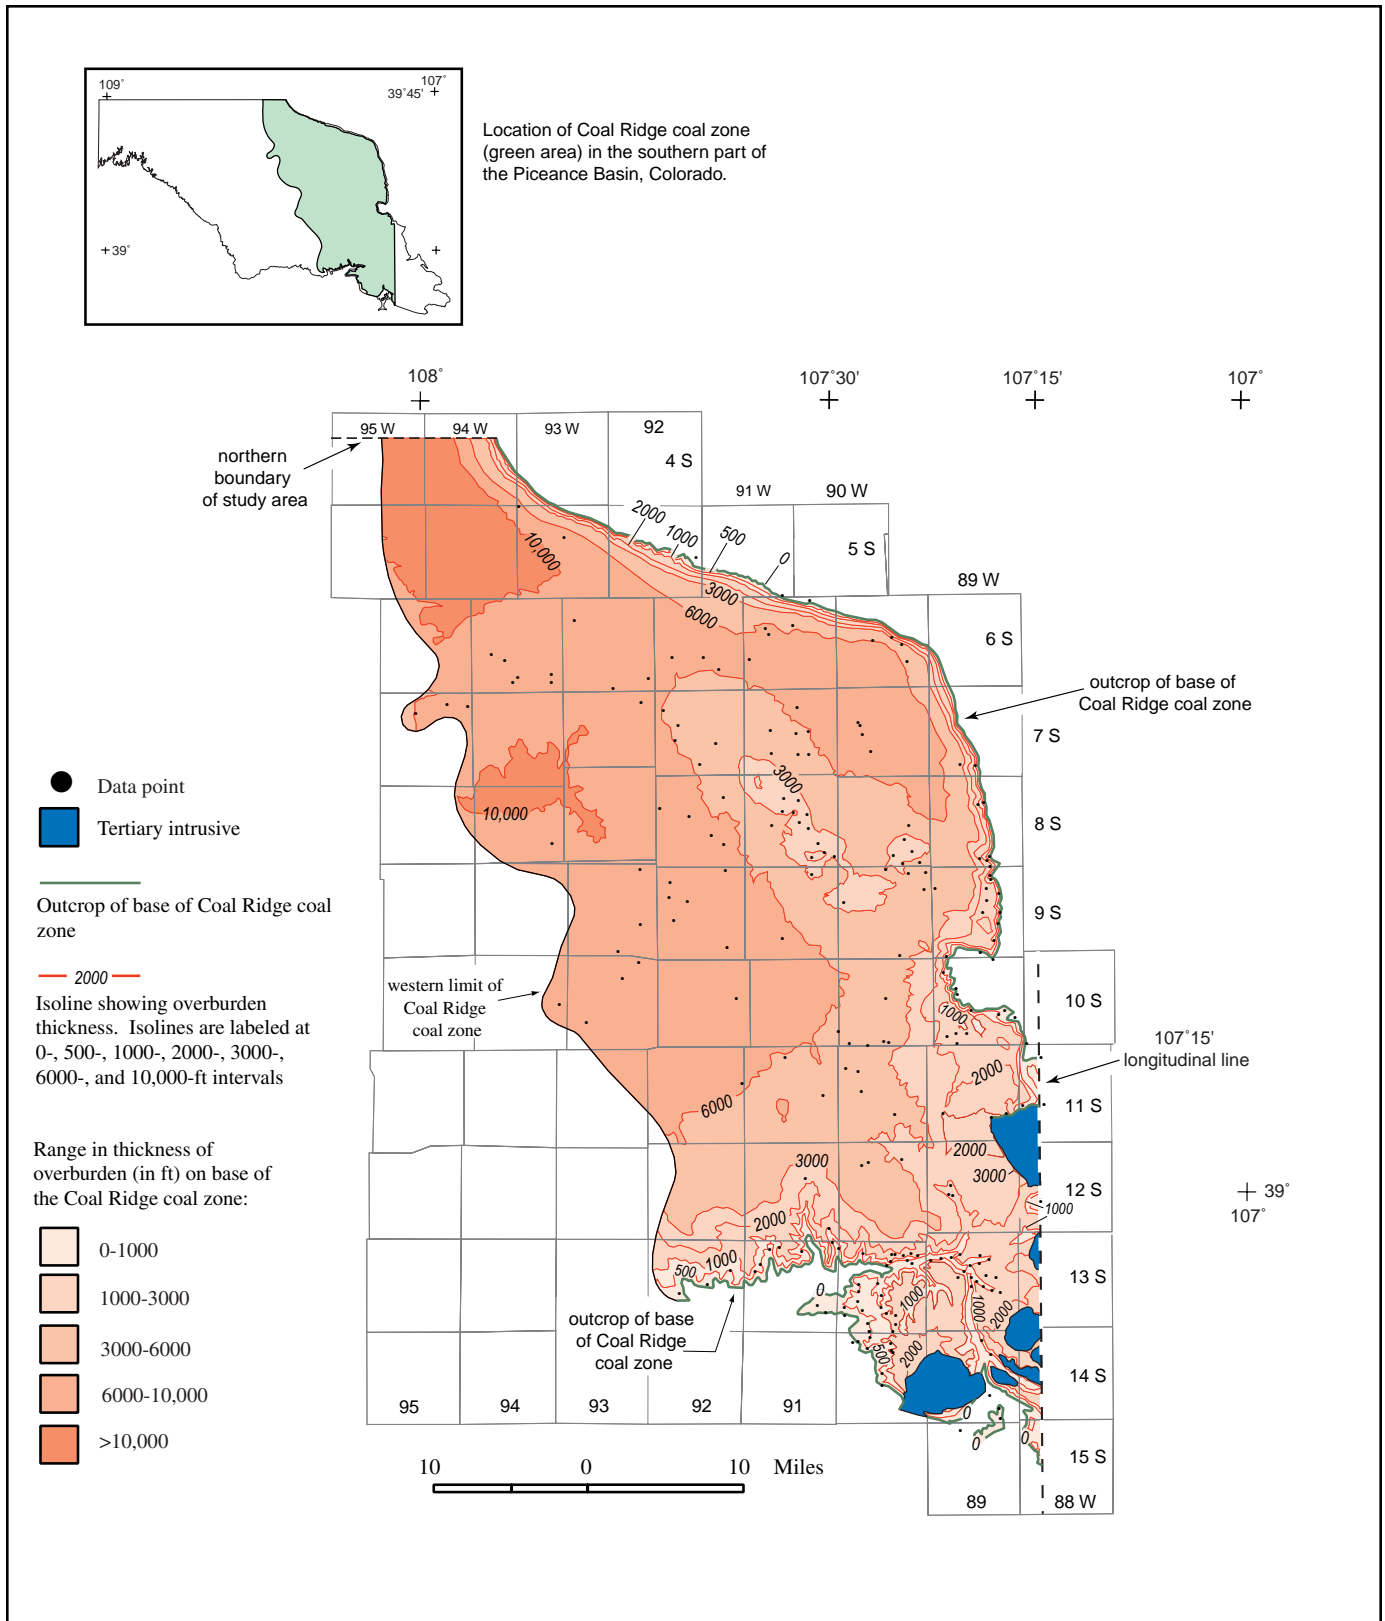 109°
107°
39°45'
39°
Location of Coal Ridge coal zone
(green area) in the southern part of
the Piceance Basin, Colorado.
108°
107°30'
107°15'
107°
95 W
94 W
93 W
92
4 S
91 W
90 W
5 S
89 W
6 S
northern
boundary
of study area
2000
1000
500
0
10,000
3000
6000
outcrop of base of
Coal Ridge coal zone
7 S
3000
10,000
8 S
9 S
Data point
Tertiary intrusive
Outcrop of base of Coal Ridge coal
zone
2000
Isoline showing overburden
thickness.  Isolines are labeled at
0-, 500-, 1000-, 2000-, 3000-,
6000-, and 10,000-ft intervals
western limit of
Coal Ridge
coal zone
10 S
1000
107°15'
longitudinal line
2000
6000
11 S
2000
3000
3000
12 S
1000
39°
107°
2000
1000
500
13 S
0
1000
1000
2000
outcrop of base
of Coal Ridge
coal zone
500
2000
14 S
95
94
93
92
91
0
0
0
15 S
89
88 W
Range in thickness of
overburden (in ft) on base of
the Coal Ridge coal zone:
0-1000
1000-3000
3000-6000
6000-10,000
>10,000
10
0
10
Miles